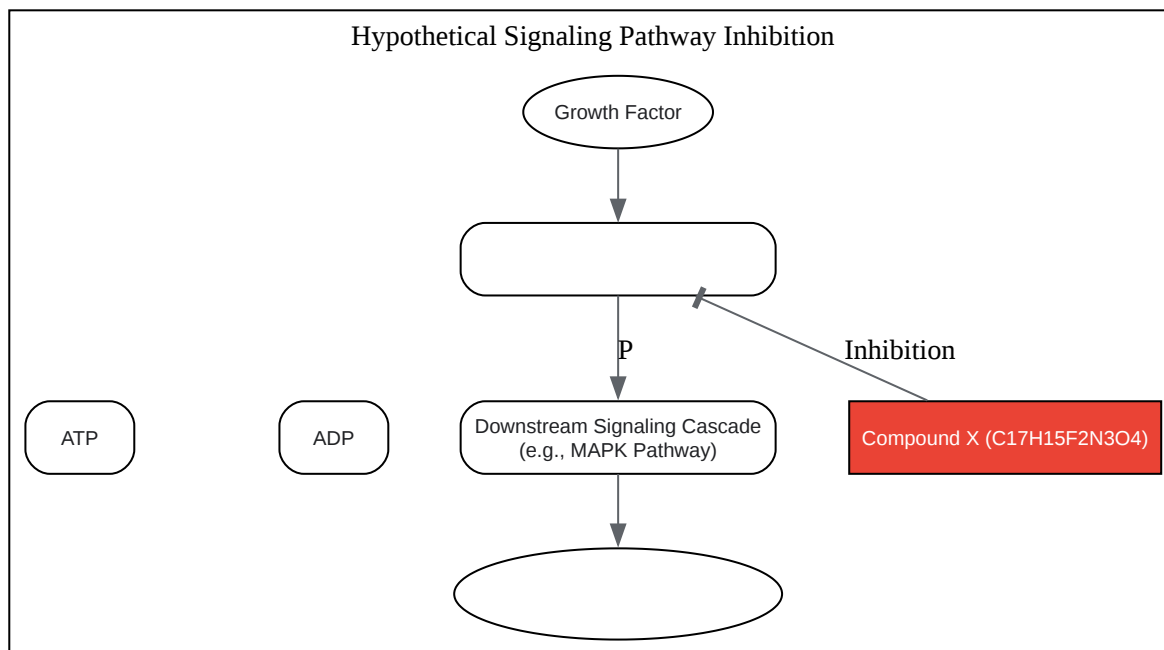 Hypothetical Signaling Pathway Inhibition
Growth Factor
P
Inhibition
ATP
ADP
Downstream Signaling Cascade
(e.g., MAPK Pathway)
Compound X (C17H15F2N3O4)